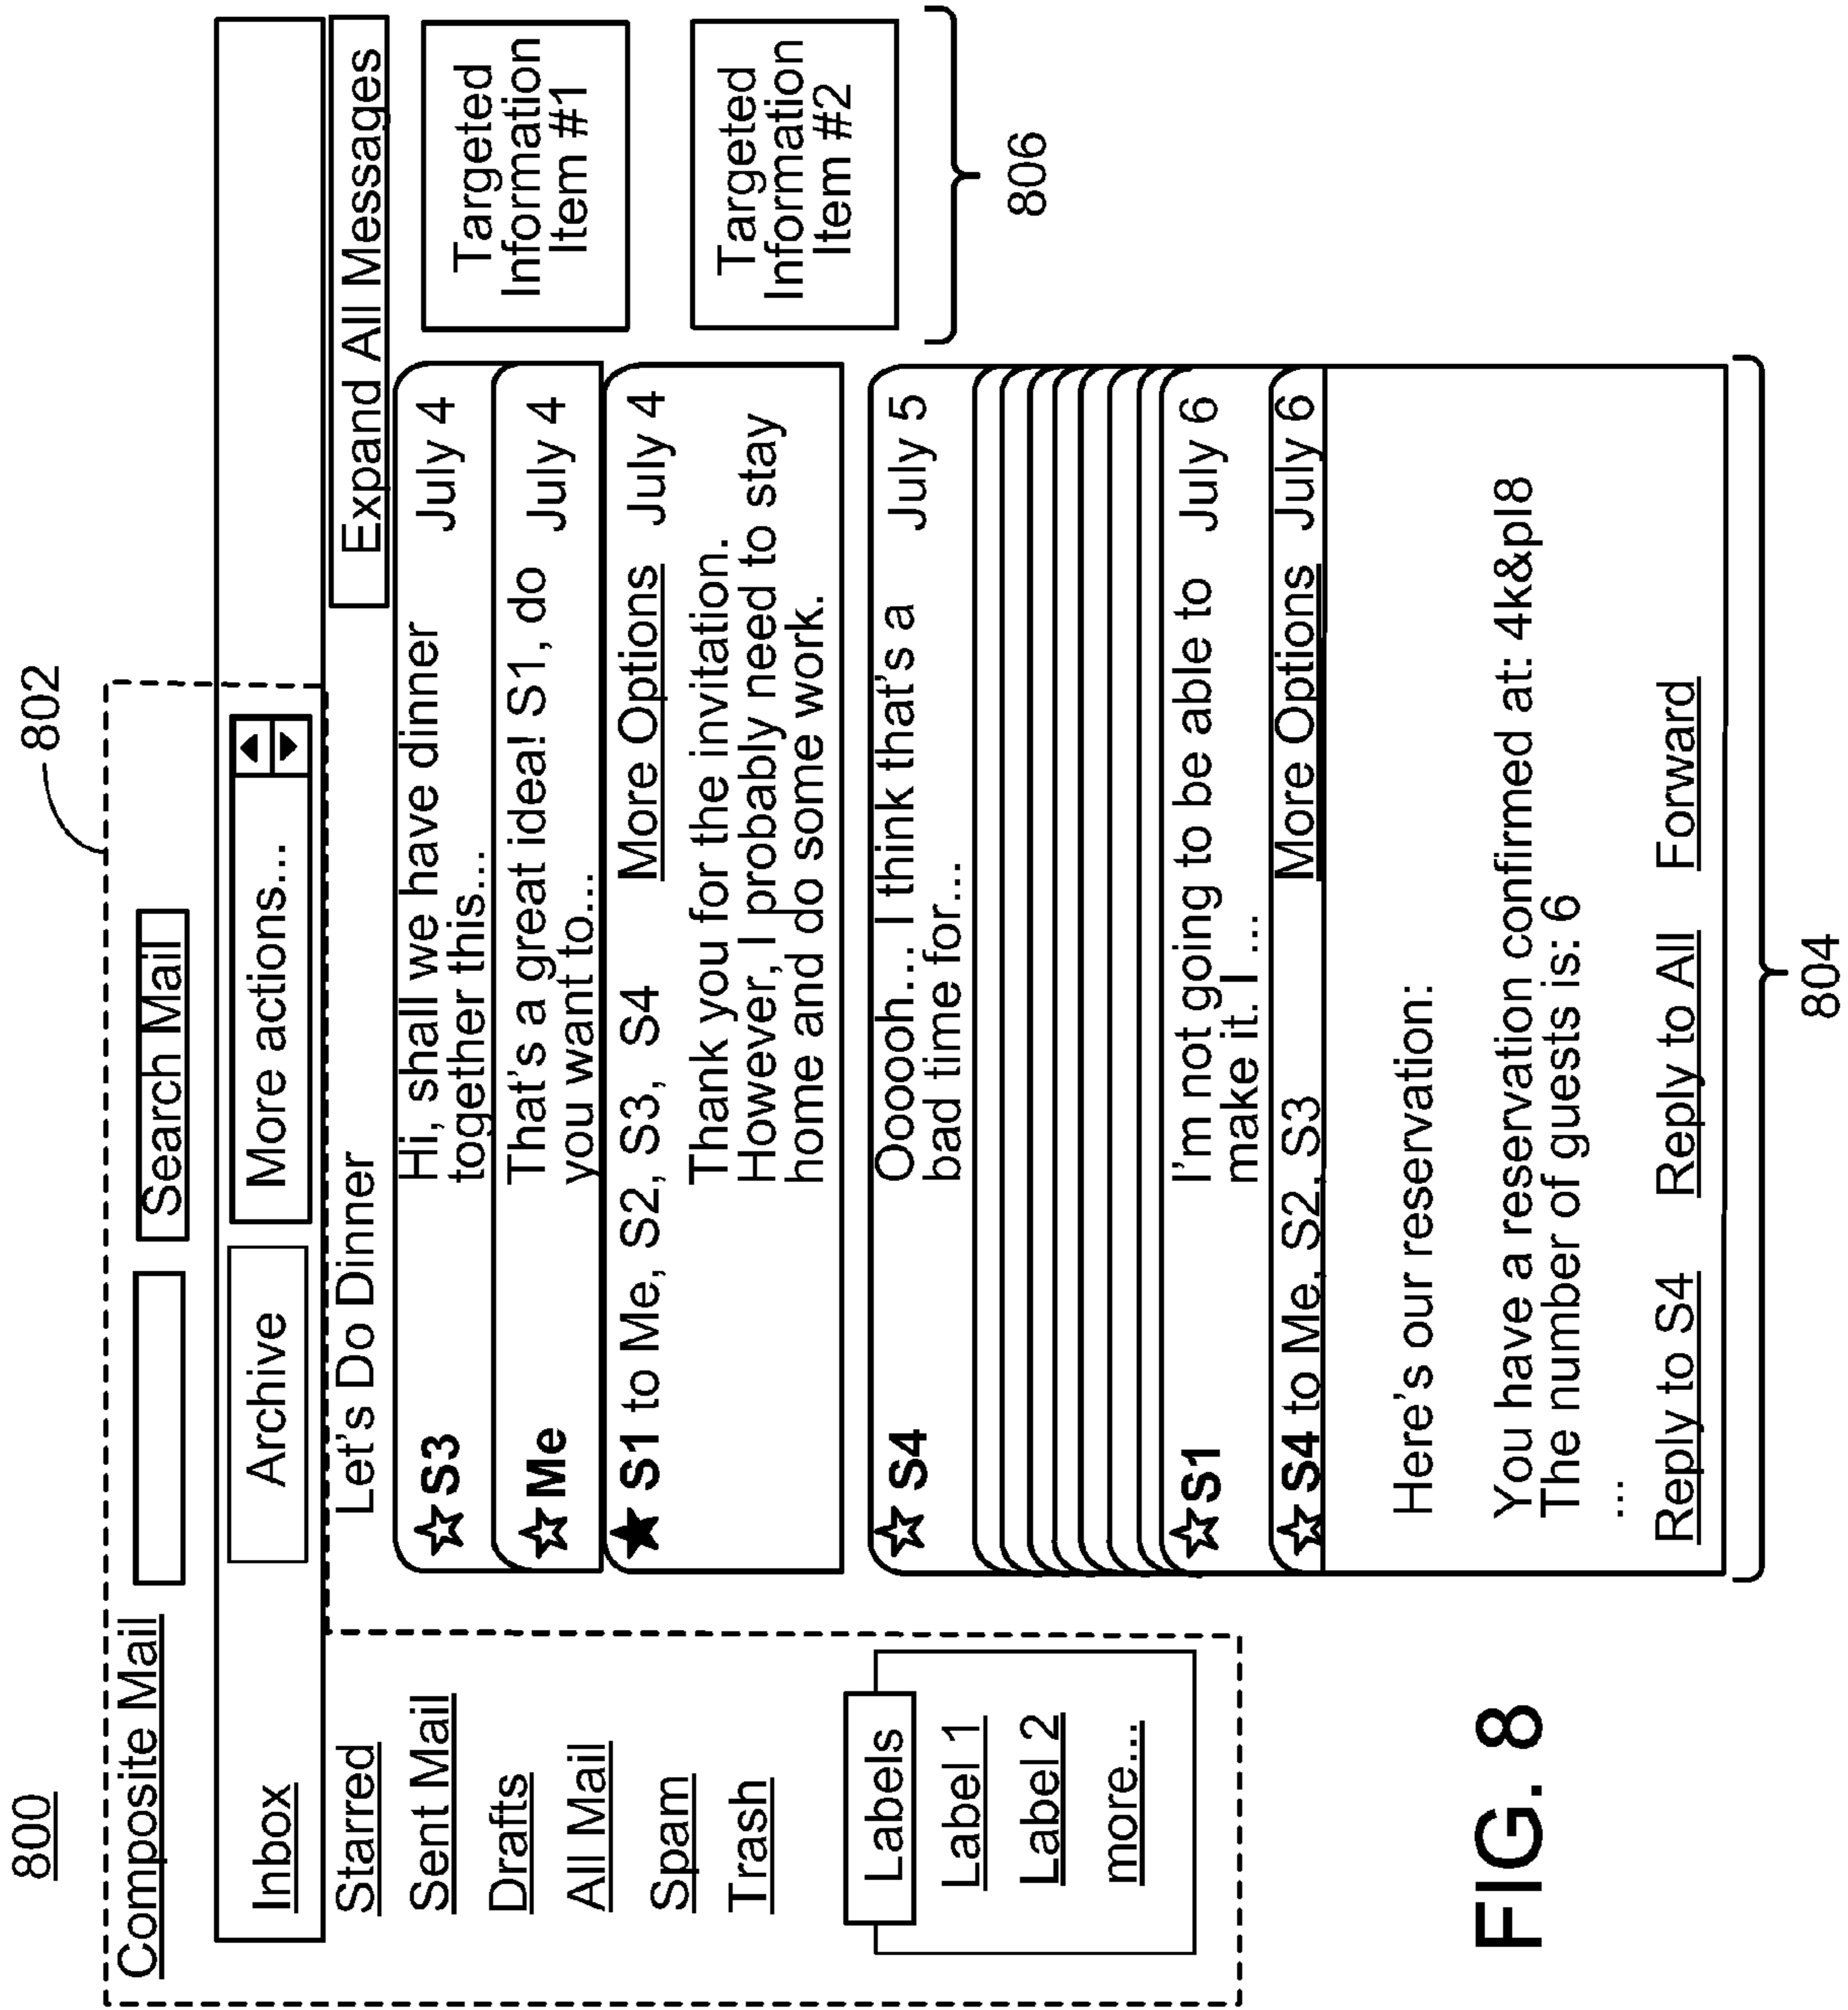 800
802
Composite Mail
Search Mail
Inbox
Archive
More actions...
Starred
Sent Mail
Drafts
All Mail
Spam
Trash
Labels
Label 1
Label 2
more...
Let's Do Dinner
Expand All Messages
S3
Hi, shall we have dinner
together this...
July 4
Me
That's a great idea! S1, do
you want to...
July 4
S1 to Me, S2, S3, S4
More Options
July 4
Thank you for the invitation.
However, I probably need to stay
home and do some work.
S4
Oooooh... I think that's a
bad time for...
July 5
S1
I'm not going to be able to
make it. I ...
July 6
S4 to Me, S2, S3
More Options
July 6
Here's our reservation:
You have a reservation confirmed at: 4k&pl8
The number of guests is: 6
...
Reply to S4
Reply to All
Forward
804
Targeted
Information
Item #1
Targeted
Information
Item #2
806
FIG. 8